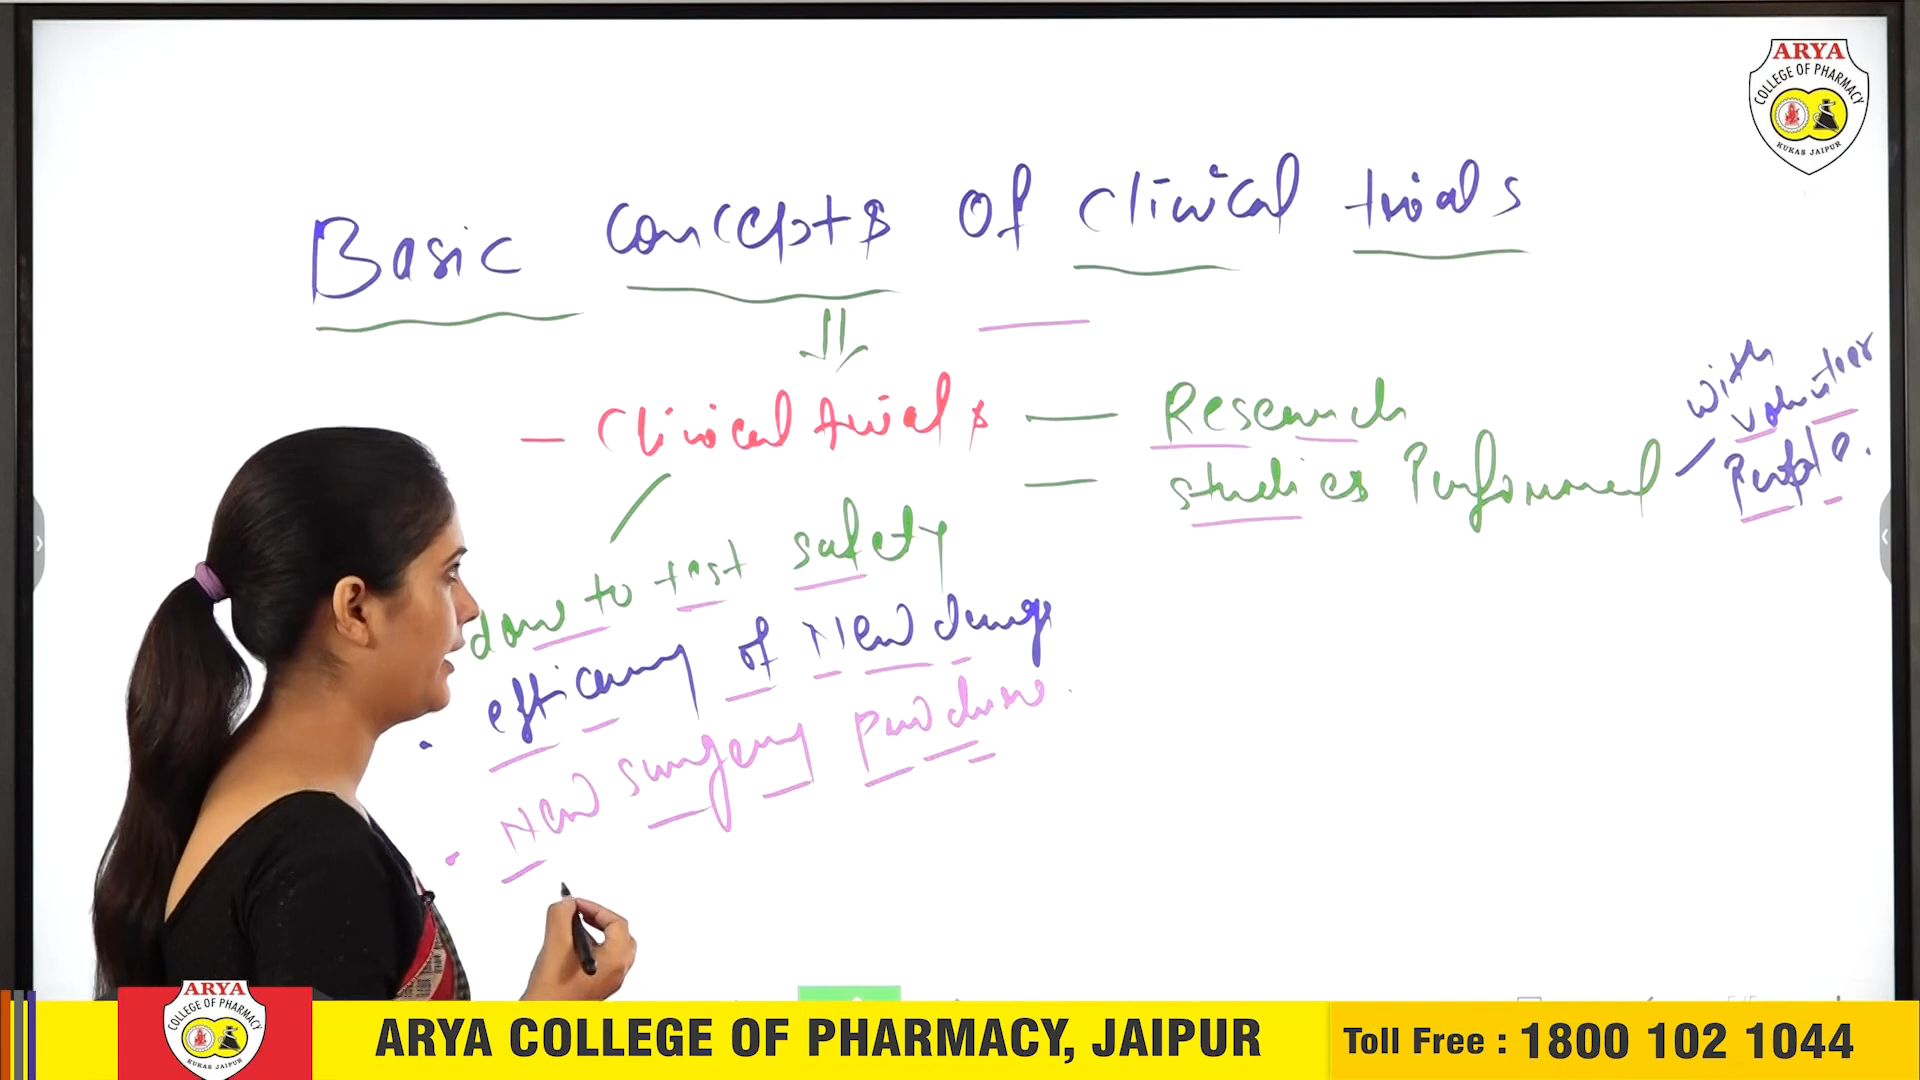 ARYA
COLLEGE OF PHARMACY
KUKAS JAIPUR
Basic concepts of clinical trials
- Clinical trials — Research
— studies Performed
with
volunteer
People.
done to test safety
• efficacy of New drugs
• New surgery
ARYA
COLLEGE OF PHARMACY
KUKAS JAIPUR
ARYA COLLEGE OF PHARMACY, JAIPUR
Toll Free : 1800 102 1044